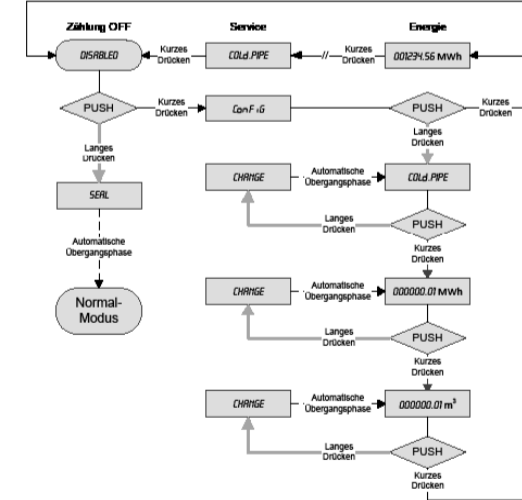 Zählung OFF
Service
Energie
DISABLED
Kurzes
Drücken
COLd.PIPE
//
Kurzes
Drücken
001234.56 MWh
PUSH
Kurzes
Drücken
ConFiG
PUSH
Kurzes
Drücken
Langes
Drücken
Langes
Drücken
SEAL
CHANGE
Automatische
Übergangsphase
COLd.PIPE
Langes
Drücken
PUSH
Automatische
Übergangsphase
Kurzes
Drücken
Normal-
Modus
CHANGE
Automatische
Übergangsphase
000000.01 MWh
Langes
Drücken
PUSH
Kurzes
Drücken
CHANGE
Automatische
Übergangsphase
000000.01 m³
Langes
Drücken
PUSH
Kurzes
Drücken